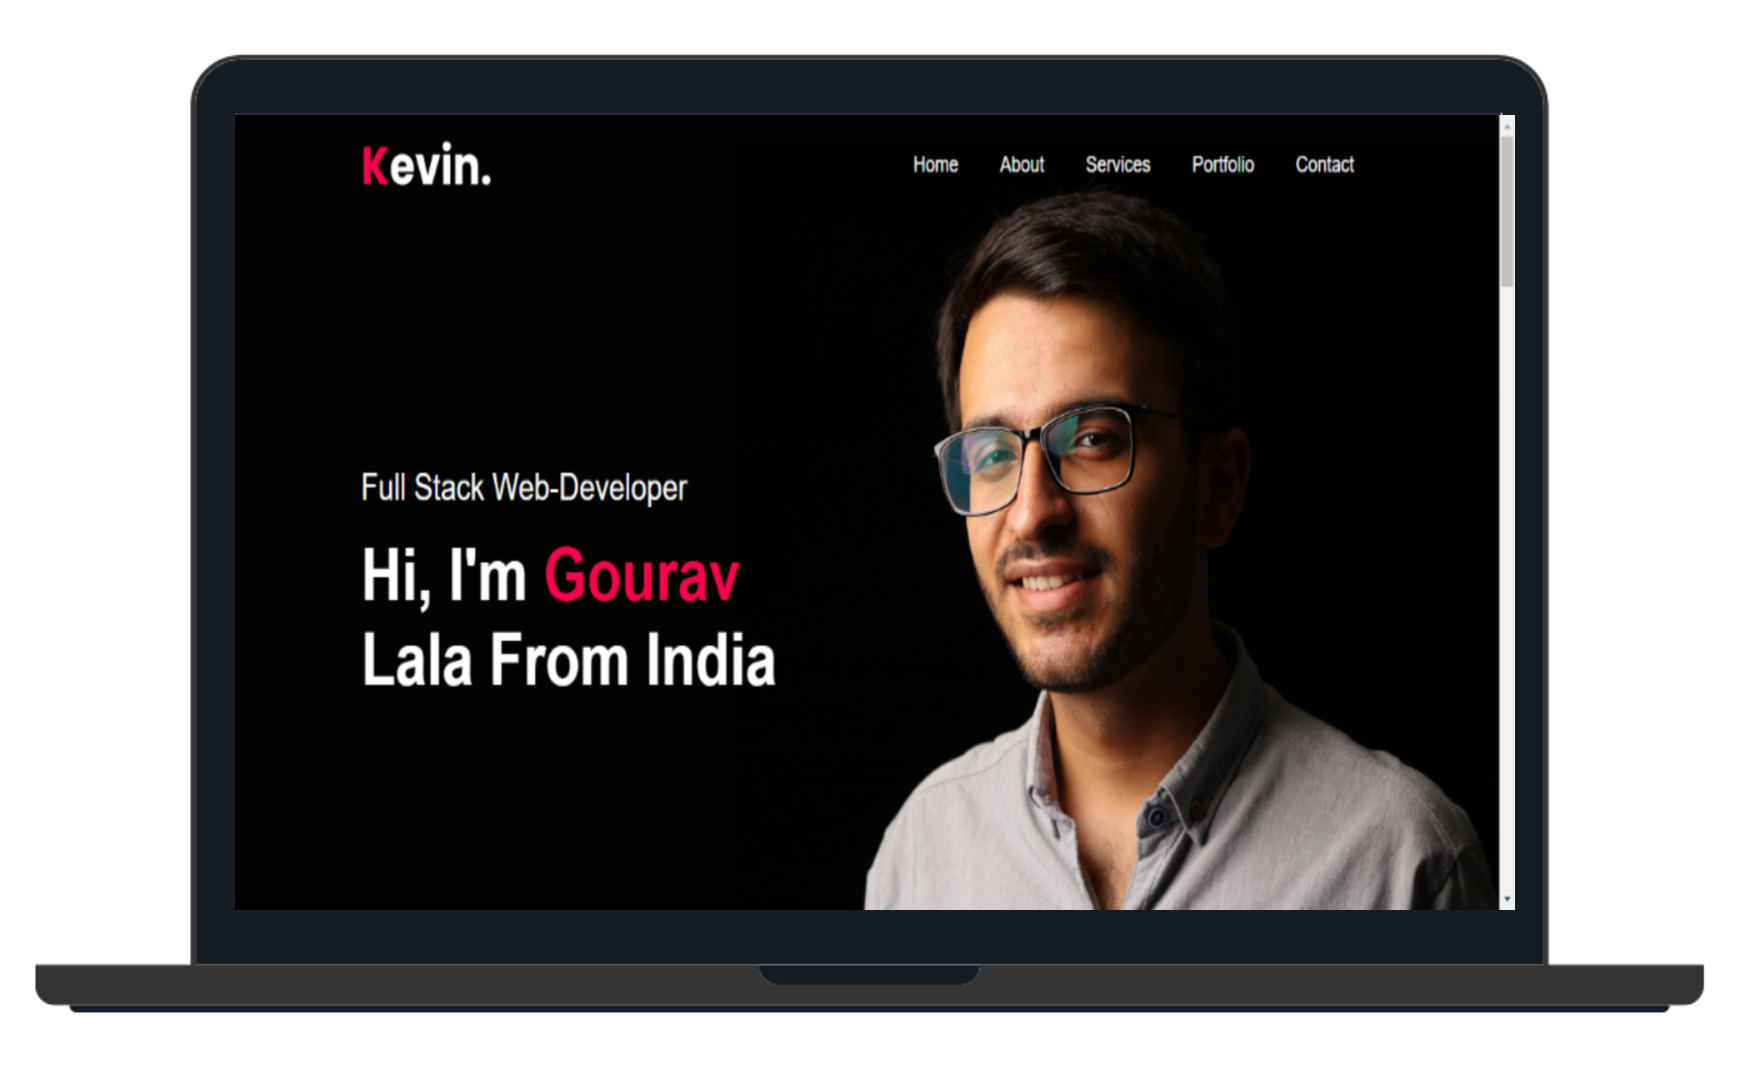 Kevin.
Home About Services Portfolio Contact
Full Stack Web-Developer
Hi, I'm Gourav
Lala From India